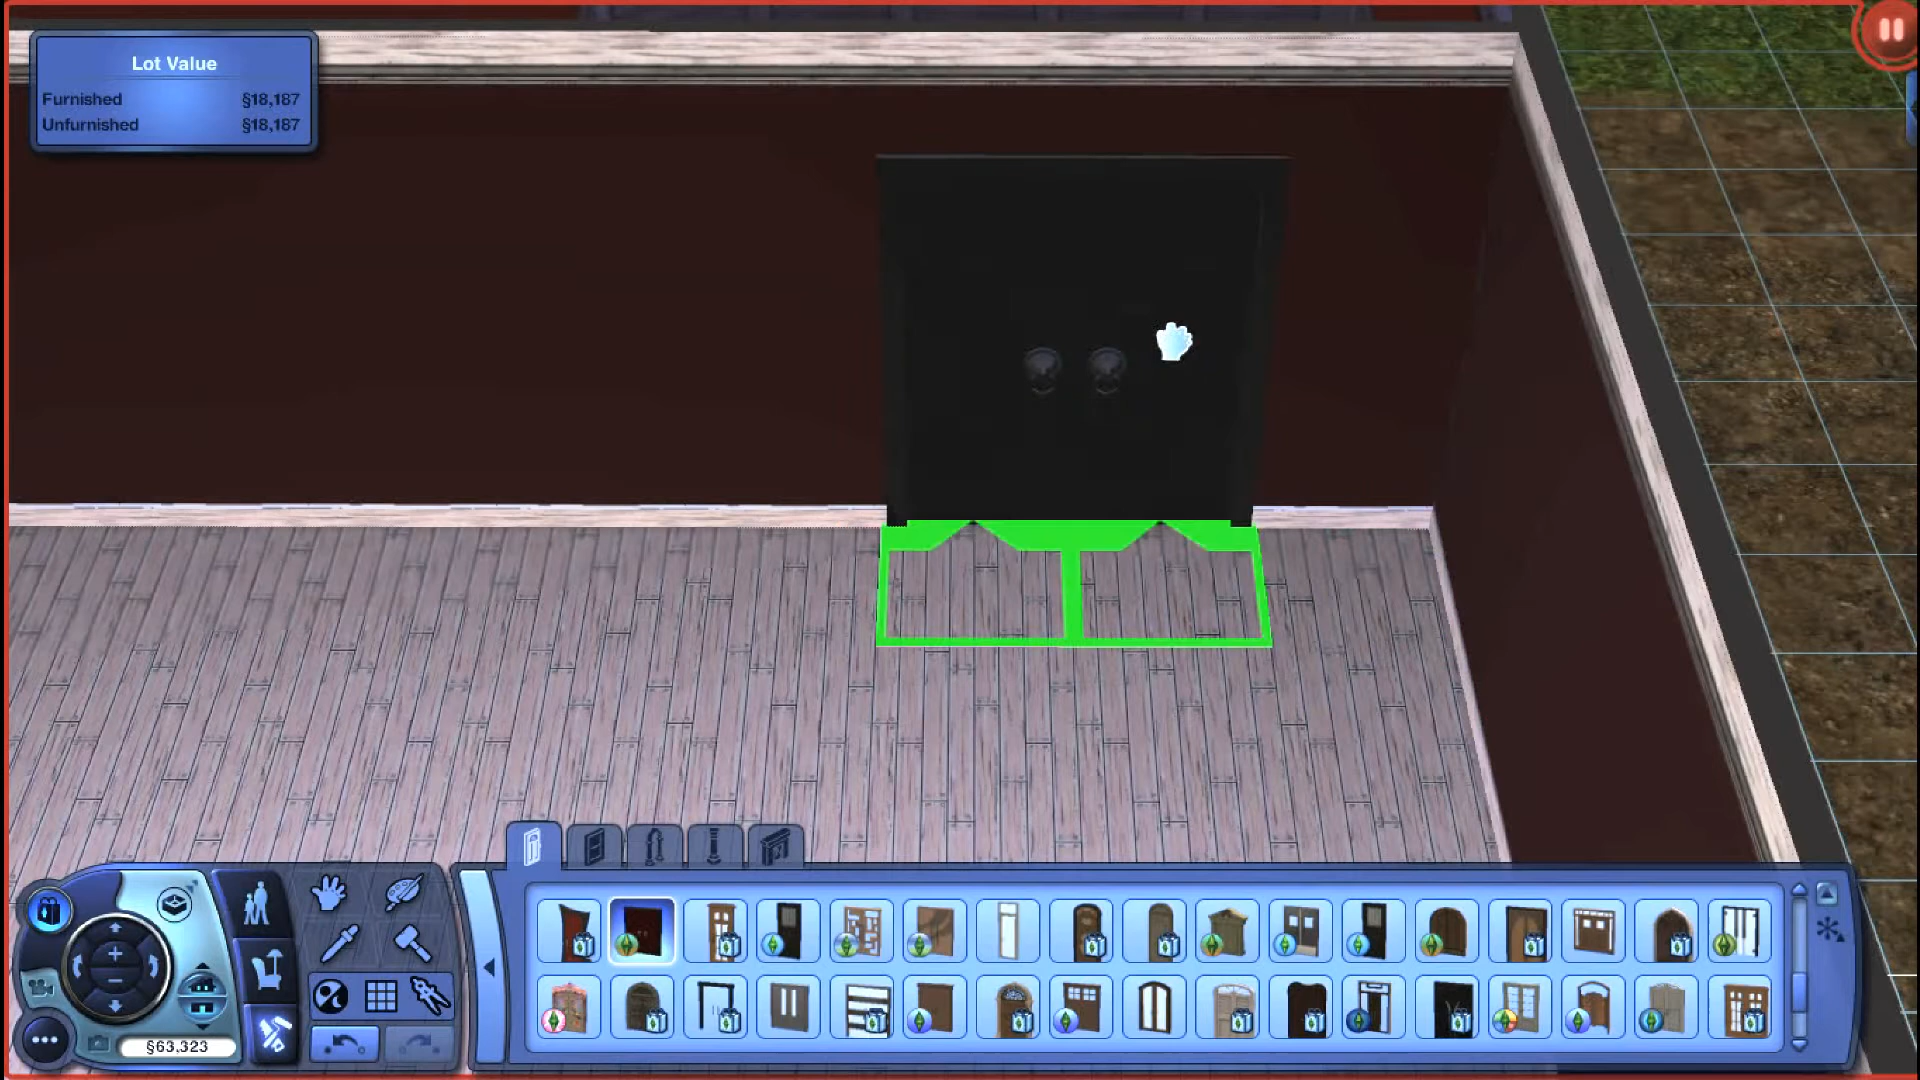 Lot Value
Furnished §18,187
Unfurnished §18,187
§63,323